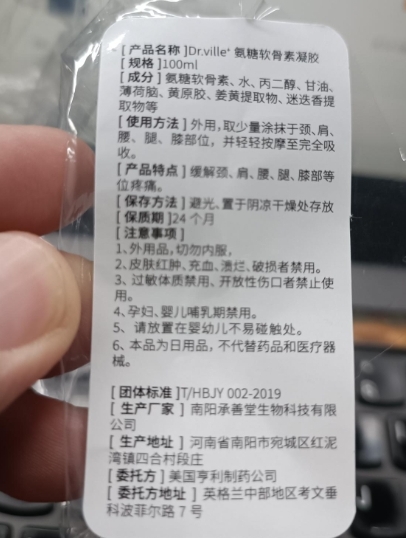 [ 产品名称 ]Dr.ville* 氨糖软骨素凝胶
[ 规格 ]100ml
[ 成分 ] 氨糖软骨素、水、丙二醇、甘油、
薄荷脑、黄原胶、姜黄提取物、迷迭香提
取物等
[ 使用方法 ] 外用,取少量涂抹于颈、肩、
腰、腿、膝部位，并轻轻按摩至完全吸
收。
[ 产品特点 ] 缓解颈、肩、腰、腿、膝部等
位疼痛。
[ 保存方法 ] 避光、置于阴凉干燥处存放
[ 保质期 ]24 个月
[ 注意事项 ]
1、外用品,切勿内服，
2、皮肤红肿、充血、溃烂、破损者禁用。
3、过敏体质禁用、开放性伤口者禁止使
用。
4、孕妇、婴儿哺乳期禁用。
5、 请放置在婴幼儿不易碰触处。
6、本品为日用品，不代替药品和医疗器
械。
[ 团体标准 ]T/HBJY 002-2019
[ 生产厂家 ] 南阳承善堂生物科技有限
公司
[ 生产地址 ] 河南省南阳市宛城区红泥
湾镇四合村段庄
[ 委托方 ] 美国亨利制药公司
[ 委托方地址 ] 英格兰中部地区考文垂
科波菲尔路 7 号